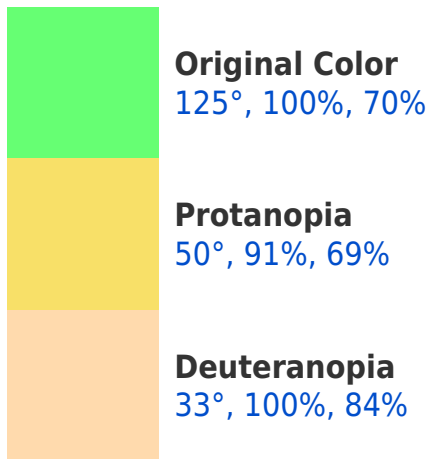 Original Color
125°, 100%, 70%
Protanopia
50°, 91%, 69%
Deuteranopia
33°, 100%, 84%